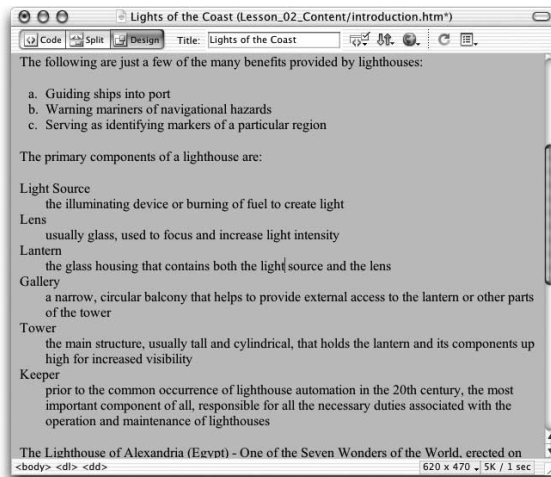 Lights of the Coast (Lesson_02_Content/introduction.htm*)
Code Split Design Title: Lights of the Coast
The following are just a few of the many benefits provided by lighthouses:
a. Guiding ships into port
b. Warning mariners of navigational hazards
c. Serving as identifying markers of a particular region
The primary components of a lighthouse are:
Light Source
the illuminating device or burning of fuel to create light
Lens
usually glass, used to focus and increase light intensity
Lantern
the glass housing that contains both the light source and the lens
Gallery
a narrow, circular balcony that helps to provide external access to the lantern or other parts
of the tower
Tower
the main structure, usually tall and cylindrical, that holds the lantern and its components up
high for increased visibility
Keeper
prior to the common occurrence of lighthouse automation in the 20th century, the most
important component of all, responsible for all the necessary duties associated with the
operation and maintenance of lighthouses
The Lighthouse of Alexandria (Egypt) - One of the Seven Wonders of the World, erected on
<body> <dl> <dd> 620 x 470 5K / 1 sec